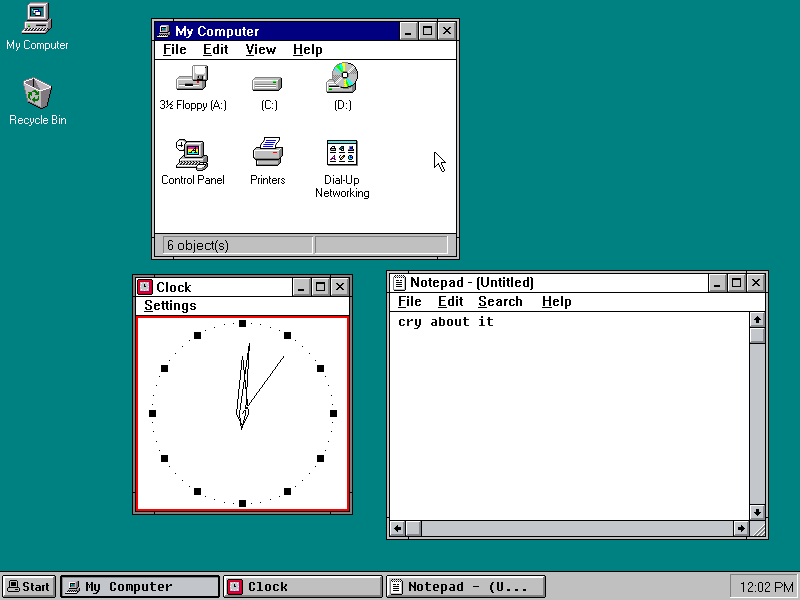 My Computer
Recycle Bin
My Computer
File Edit View Help
3½ Floppy (A:) (C:) (D:)
Control Panel Printers Dial-Up Networking
6 object(s)
Clock
Settings
Notepad - (Untitled)
File Edit Search Help
cry about it
Start My Computer Clock Notepad - (U... 12:02 PM